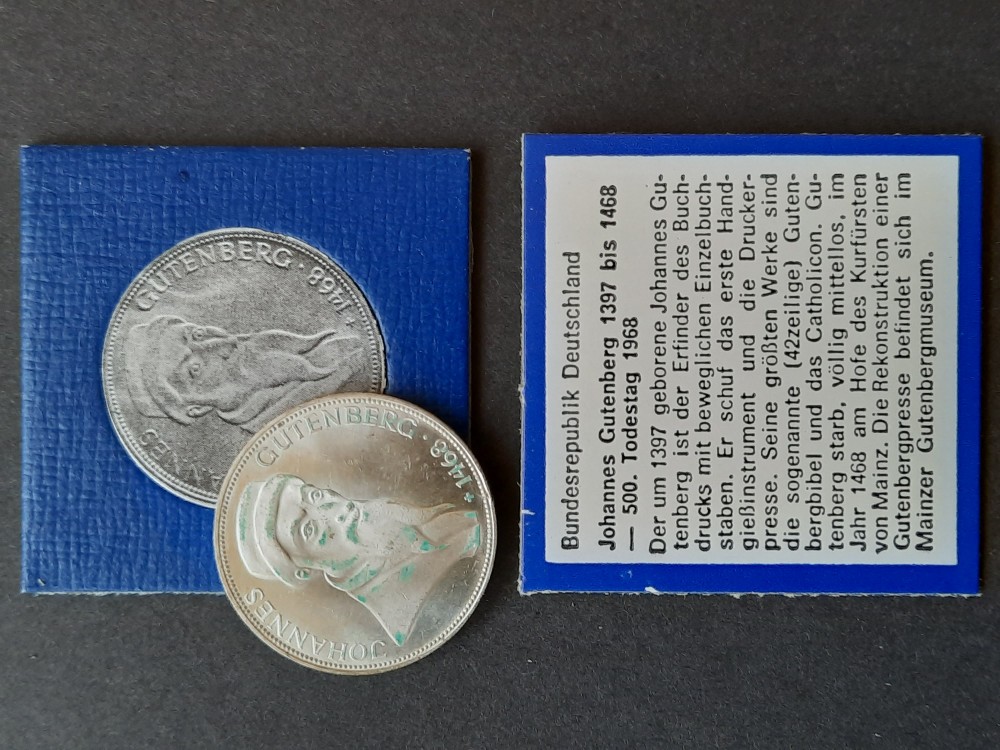 GUTENBERG · 1468
JOHANNES GUTENBERG · 1468
Bundesrepublik Deutschland
Johannes Gutenberg 1397 bis 1468
— 500. Todestag 1968
Der um 1397 geborene Johannes Gu-
tenberg ist der Erfinder des Buch-
drucks mit beweglichen Einzelbuch-
staben. Er schuf das erste Hand-
gießinstrument und die Drucker-
presse. Seine größten Werke sind
die sogenannte (42zeilige) Guten-
bergbibel und das Catholicon. Gu-
tenberg starb, völlig mittellos, im
Jahr 1468 am Hofe des Kurfürsten
von Mainz. Die Rekonstruktion einer
Gutenbergpresse befindet sich im
Mainzer Gutenbergmuseum.